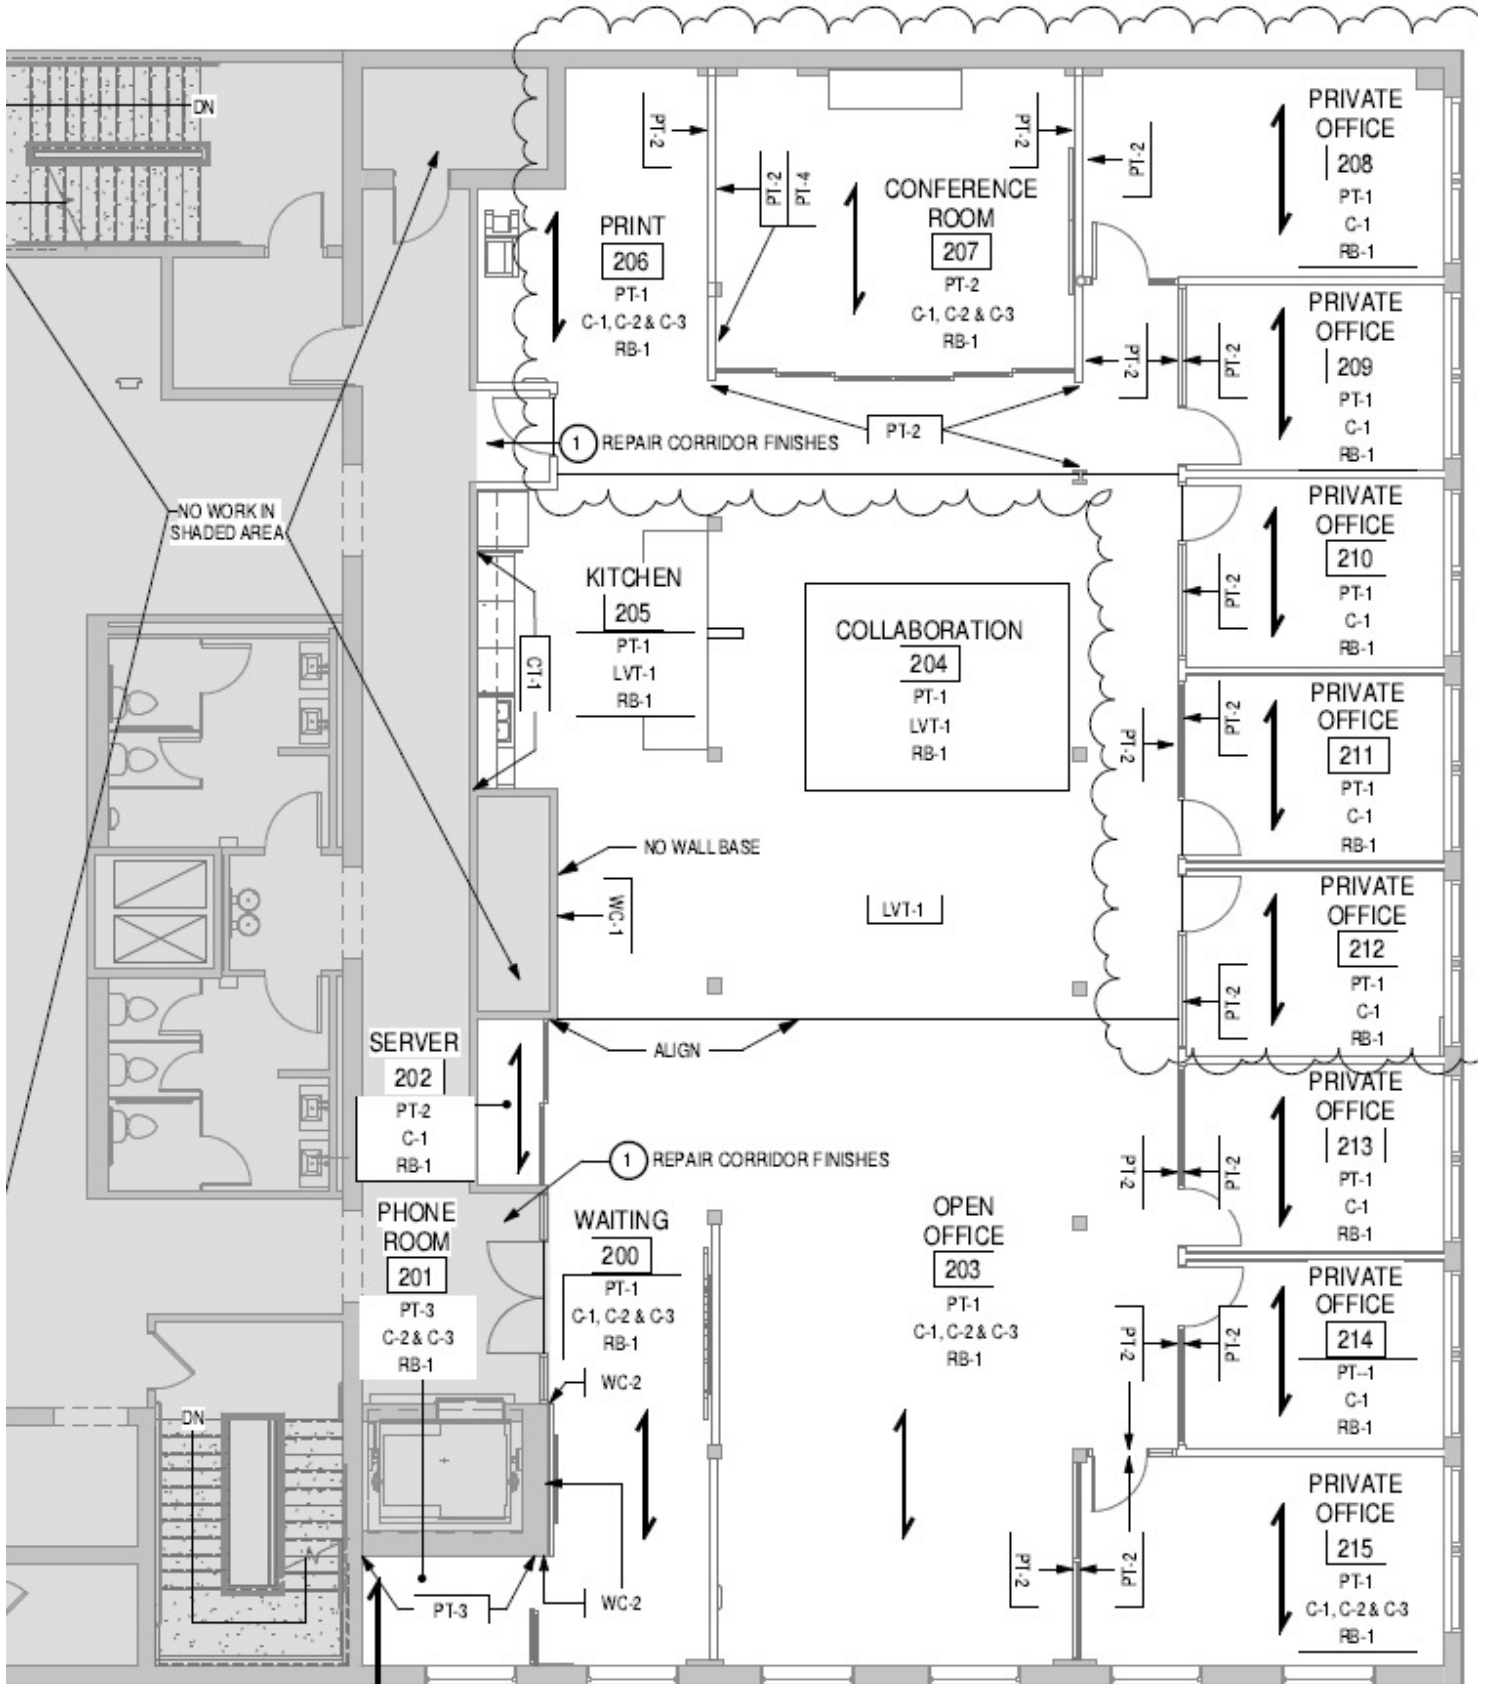 DN
PT-2
PT-2
PT-4
PT-2
PT-2
PRINT
206
PT-1
C-1, C-2 & C-3
RB-1
CONFERENCE
ROOM
207
PT-2
C-1, C-2 & C-3
RB-1
PRIVATE
OFFICE
208
PT-1
C-1
RB-1
PT-2
PT-2
PRIVATE
OFFICE
209
PT-1
C-1
RB-1
PT-2
1 REPAIR CORRIDOR FINISHES
NO WORK IN
SHADED AREA
KITCHEN
205
PT-1
LVT-1
RB-1
CT-1
COLLABORATION
204
PT-1
LVT-1
RB-1
PT-2
PRIVATE
OFFICE
210
PT-1
C-1
RB-1
PT-2
PT-2
PRIVATE
OFFICE
211
PT-1
C-1
RB-1
NO WALL BASE
WC-1
LVT-1
PT-2
PRIVATE
OFFICE
212
PT-1
C-1
RB-1
ALIGN
SERVER
202
PT-2
C-1
RB-1
1 REPAIR CORRIDOR FINISHES
PT-2
PT-2
PRIVATE
OFFICE
213
PT-1
C-1
RB-1
PHONE
ROOM
201
PT-3
C-2 & C-3
RB-1
WAITING
200
PT-1
C-1, C-2 & C-3
RB-1
OPEN
OFFICE
203
PT-1
C-1, C-2 & C-3
RB-1
PT-2
PT-2
PRIVATE
OFFICE
214
PT--1
C-1
RB-1
WC-2
DN
PT-3
WC-2
PT-2
PT-2
PRIVATE
OFFICE
215
PT-1
C-1, C-2 & C-3
RB-1